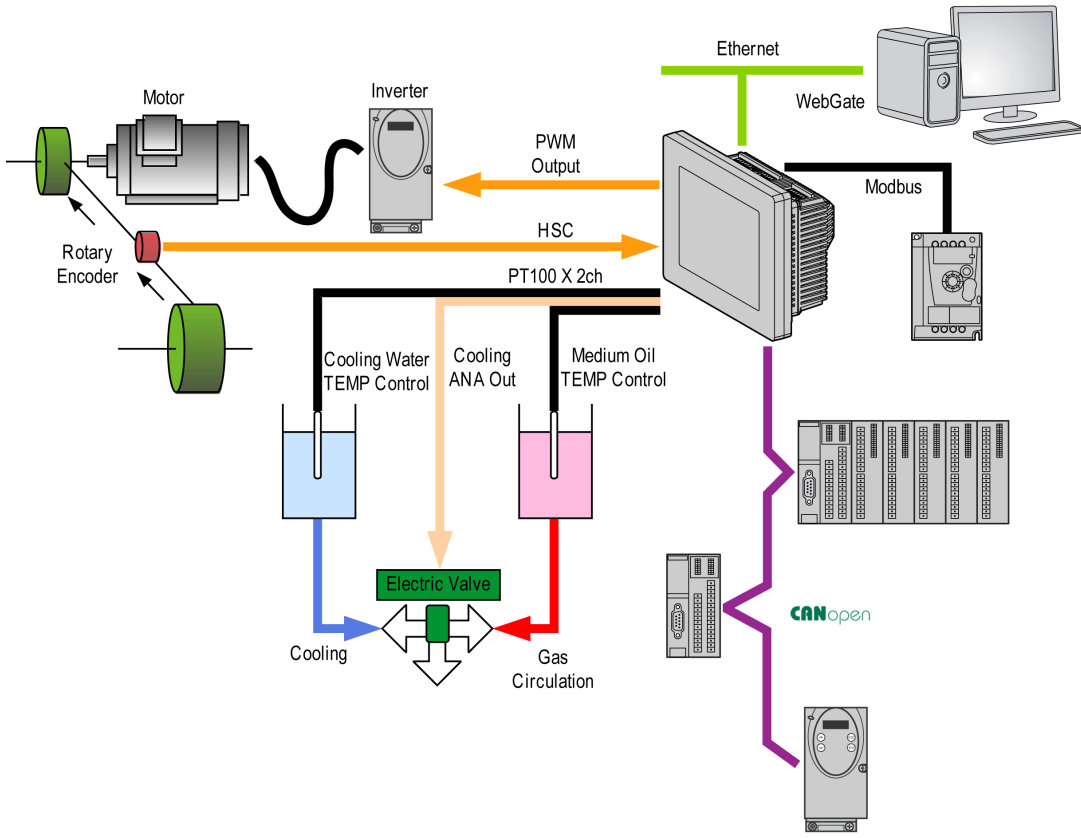 Ethernet
WebGate
Motor
Inverter
PWM
Output
Modbus
HSC
Rotary
Encoder
PT100 X 2ch
Cooling Water
TEMP Control
Cooling
ANA Out
Medium Oil
TEMP Control
Electric Valve
CANopen
Cooling
Gas
Circulation